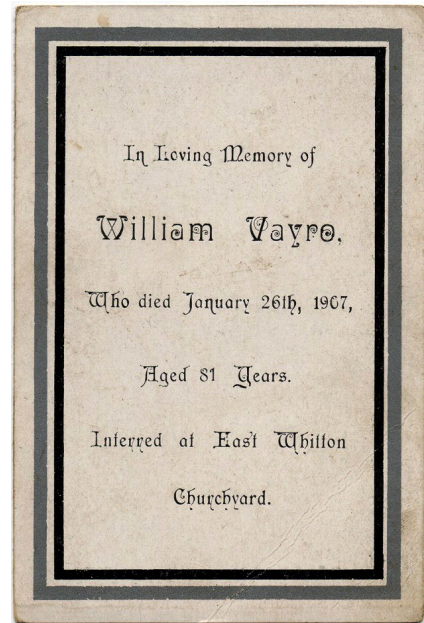 In Loving Memory of
William Vayro.
Who died January 26th, 1907,
Aged 81 Years.
Interred at East Whitton
Churchyard.